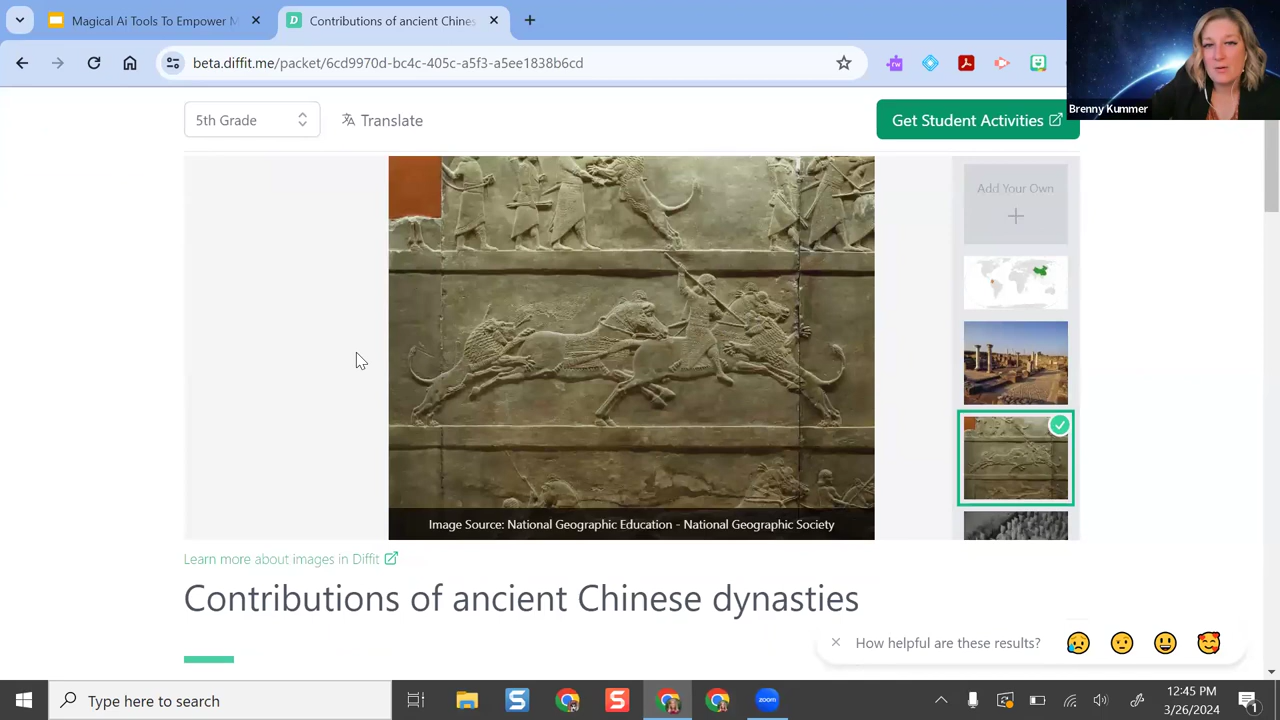 Magical Ai Tools To Empower M
Contributions of ancient Chines
beta.diffit.me/packet/6cd9970d-bc4c-405c-a5f3-a5ee1838b6cd
Brenny Kummer
5th Grade
Translate
Get Student Activities
Add Your Own
Image Source: National Geographic Education - National Geographic Society
Learn more about images in Diffit
Contributions of ancient Chinese dynasties
How helpful are these results?
Type here to search
zoom
12:45 PM
3/26/2024
1